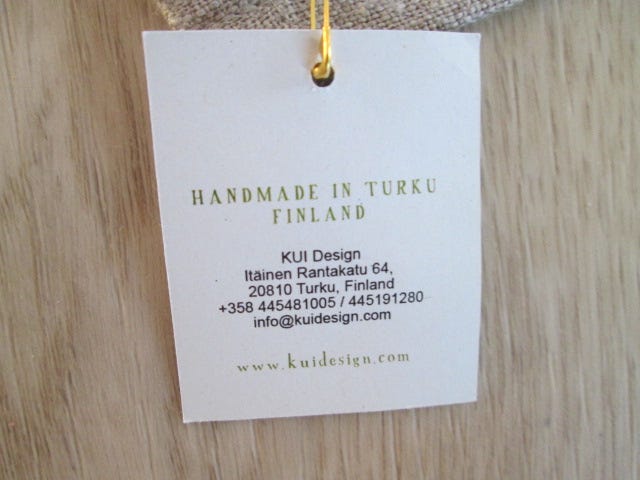 HANDMADE IN TURKU
FINLAND
KUI Design
Itäinen Rantakatu 64,
20810 Turku, Finland
+358 445481005 / 445191280
info@kuidesign.com
www.kuidesign.com